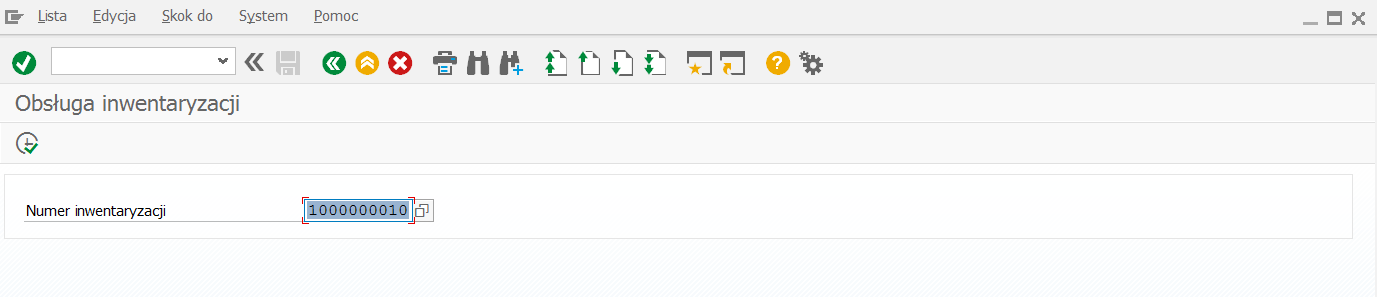 Lista Edycja Skok do System Pomoc
Obsługa inwentaryzacji
Numer inwentaryzacji 1000000010